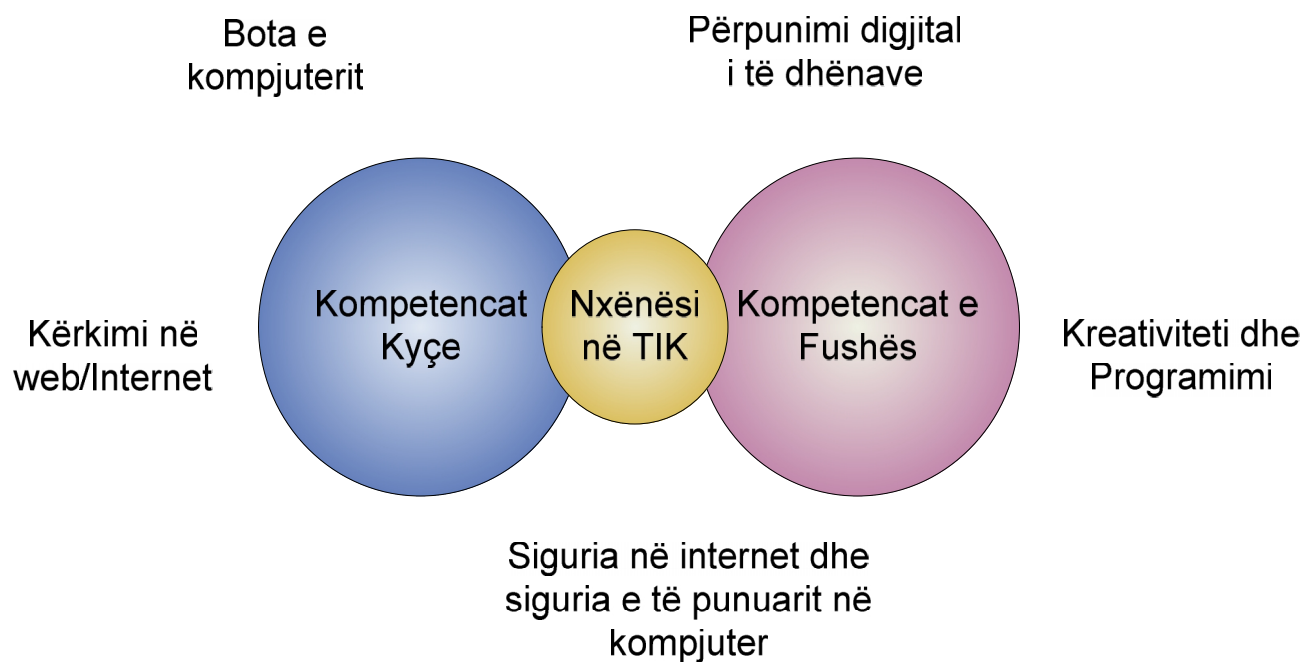 Bota e
kompjuterit
Përpunimi digjital
i të dhënave
Kompetencat
Kyçe
Nxënësi
në TIK
Kompetencat e
Fushës
Kërkimi në
web/Internet
Kreativiteti dhe
Programimi
Siguria në internet dhe
siguria e të punuarit në
kompjuter